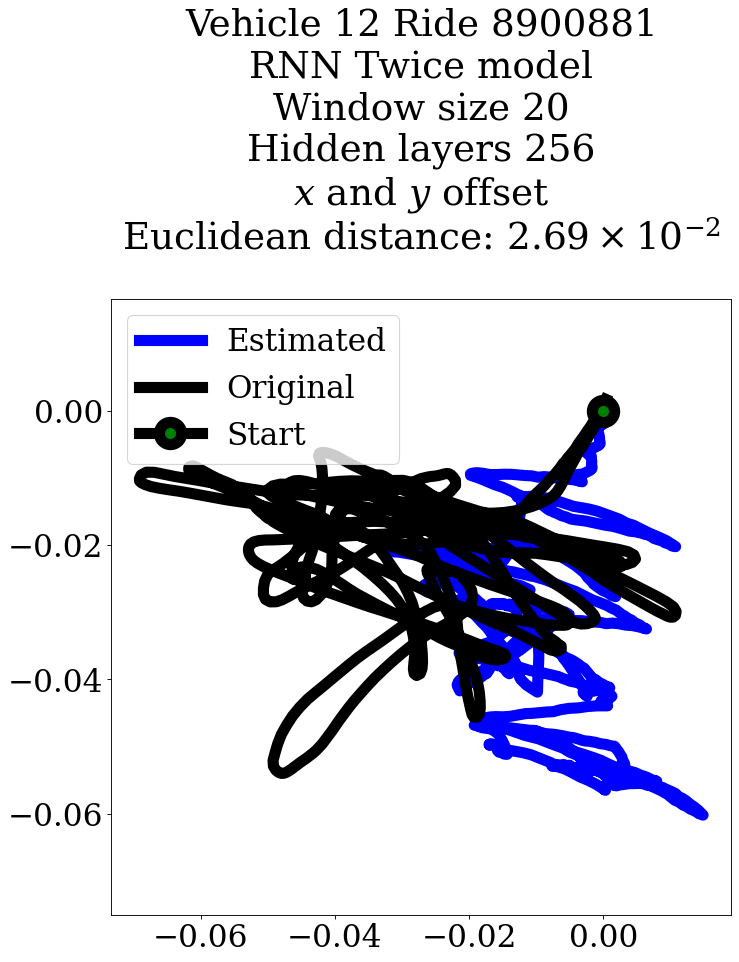 Vehicle 12 Ride 8900881
RNN Twice model
Window size 20
Hidden layers 256
x and y offset
Euclidean distance: 2.69 × 10⁻²
Estimated
Original
Start
0.00
−0.02
−0.04
−0.06
−0.06 −0.04 −0.02 0.00